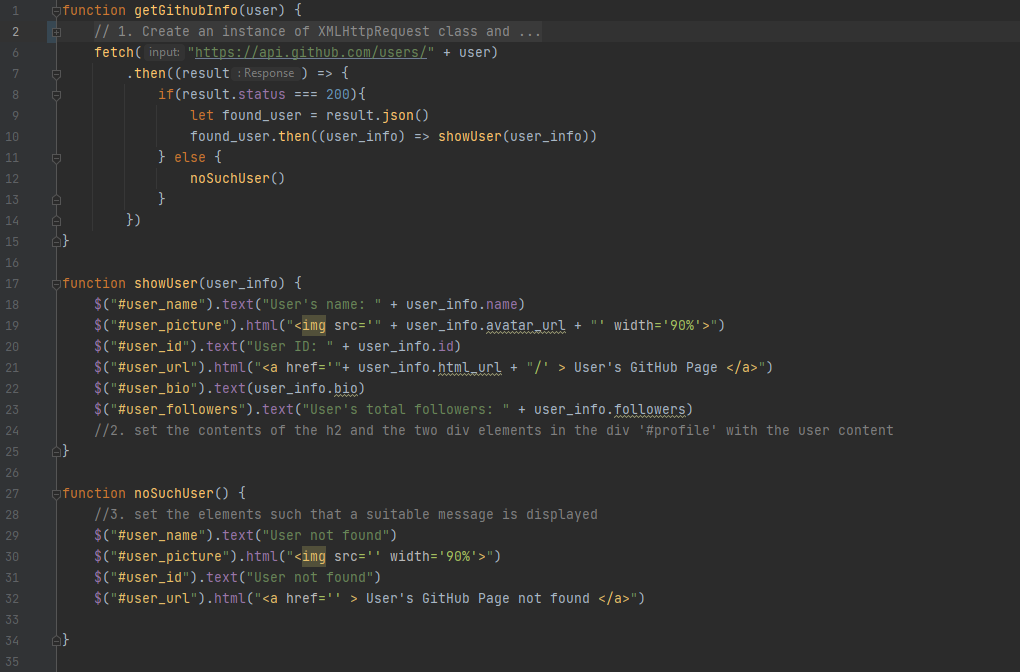 1 function getGithubInfo(user) {
2 // 1. Create an instance of XMLHttpRequest class and ...
6 fetch( input: "https://api.github.com/users/" + user)
7 .then((result : Response ) => {
8 if(result.status === 200){
9 let found_user = result.json()
10 found_user.then((user_info) => showUser(user_info))
11 } else {
12 noSuchUser()
13 }
14 })
15 }
16
17 function showUser(user_info) {
18 $("#user_name").text("User's name: " + user_info.name)
19 $("#user_picture").html("<img src='" + user_info.avatar_url + "' width='90%'>")
20 $("#user_id").text("User ID: " + user_info.id)
21 $("#user_url").html("<a href='"+ user_info.html_url + "/' > User's GitHub Page </a>")
22 $("#user_bio").text(user_info.bio)
23 $("#user_followers").text("User's total followers: " + user_info.followers)
24 //2. set the contents of the h2 and the two div elements in the div '#profile' with the user content
25 }
26
27 function noSuchUser() {
28 //3. set the elements such that a suitable message is displayed
29 $("#user_name").text("User not found")
30 $("#user_picture").html("<img src='' width='90%'>")
31 $("#user_id").text("User not found")
32 $("#user_url").html("<a href='' > User's GitHub Page not found </a>")
33
34 }
35